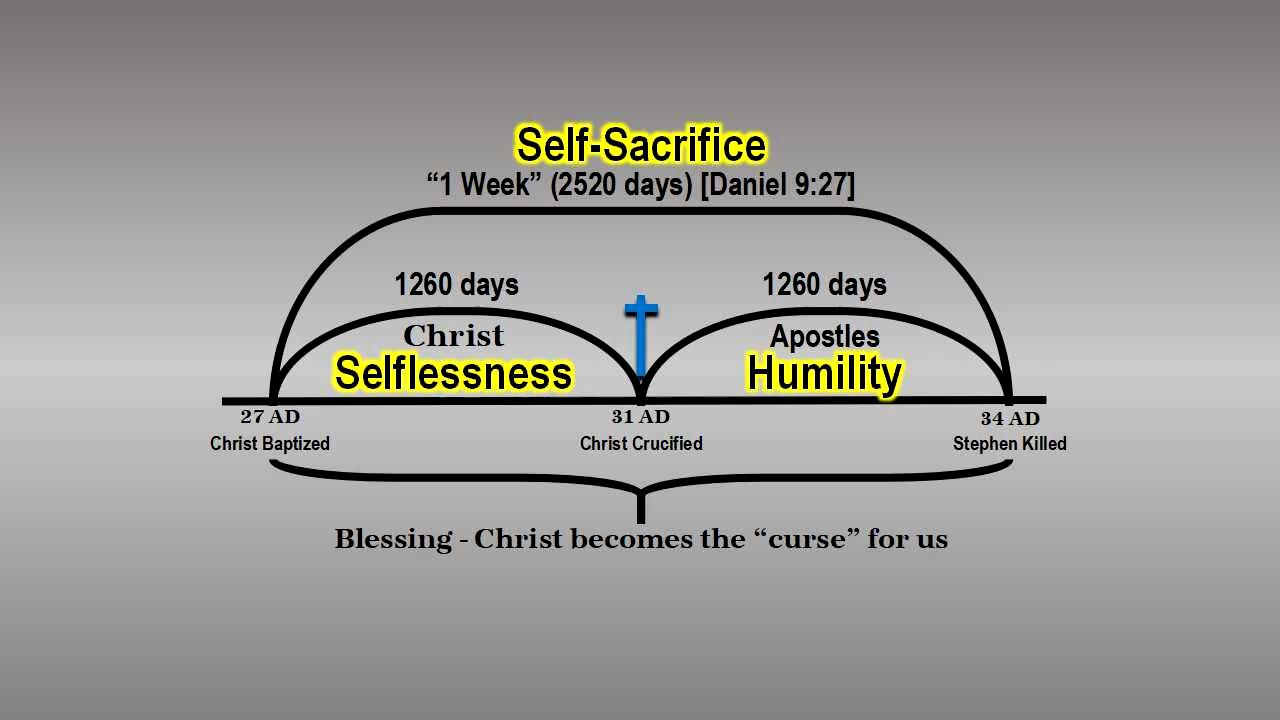 Self-Sacrifice
“1 Week” (2520 days) [Daniel 9:27]
1260 days
1260 days
Christ
Apostles
Selflessness
Humility
27 AD
31 AD
34 AD
Christ Baptized
Christ Crucified
Stephen Killed
Blessing - Christ becomes the “curse” for us